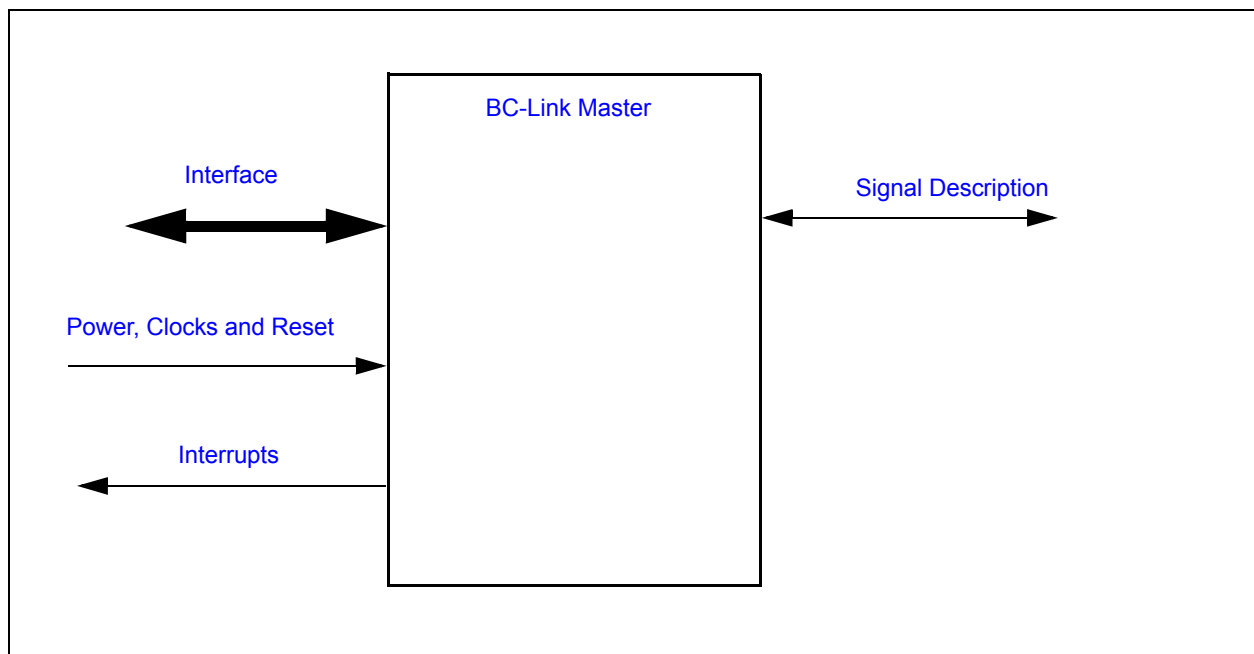 BC-Link Master
Interface
Signal Description
Power, Clocks and Reset
Interrupts